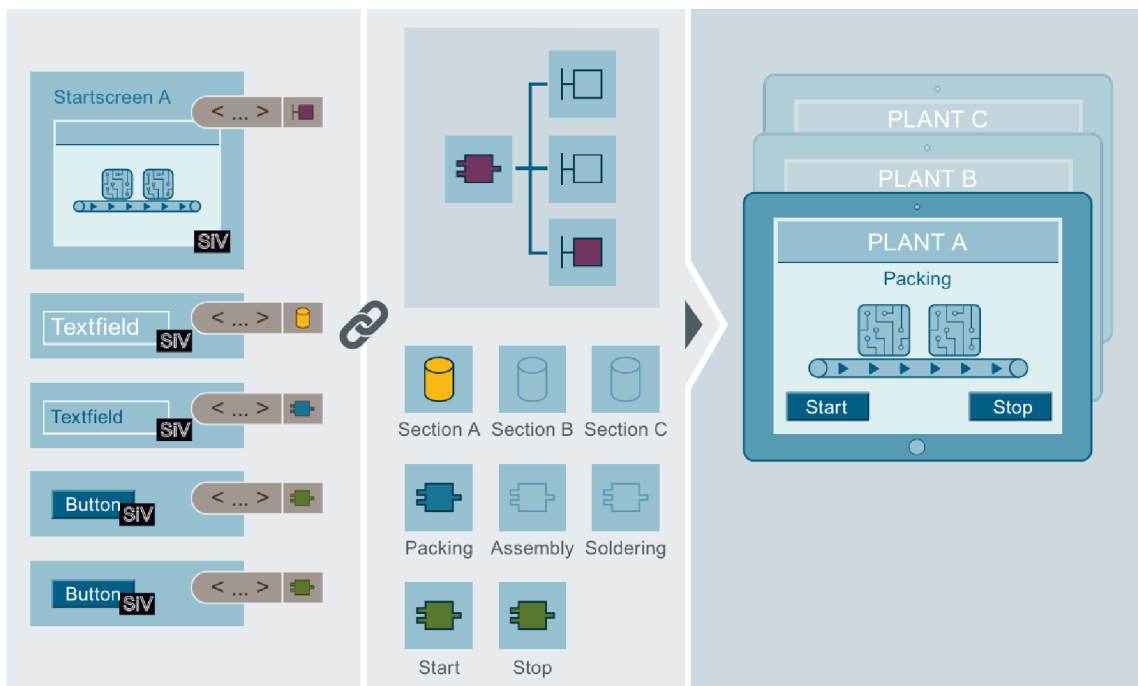 Startscreen A
< ... >
SiV
Textfield
< ... >
SiV
Textfield
< ... >
SiV
Button
< ... >
SiV
Button
< ... >
SiV
Section A Section B Section C
Packing Assembly Soldering
Start Stop
PLANT C
PLANT B
PLANT A
Packing
Start Stop